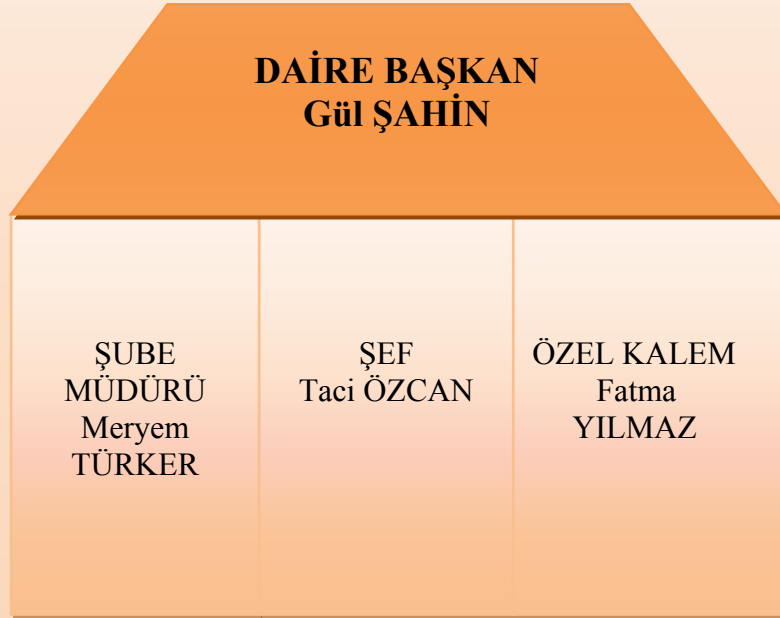 DAİRE BAŞKAN
Gül ŞAHİN
ŞUBE
MÜDÜRÜ
Meryem
TÜRKER
ŞEF
Taci ÖZCAN
ÖZEL KALEM
Fatma
YILMAZ